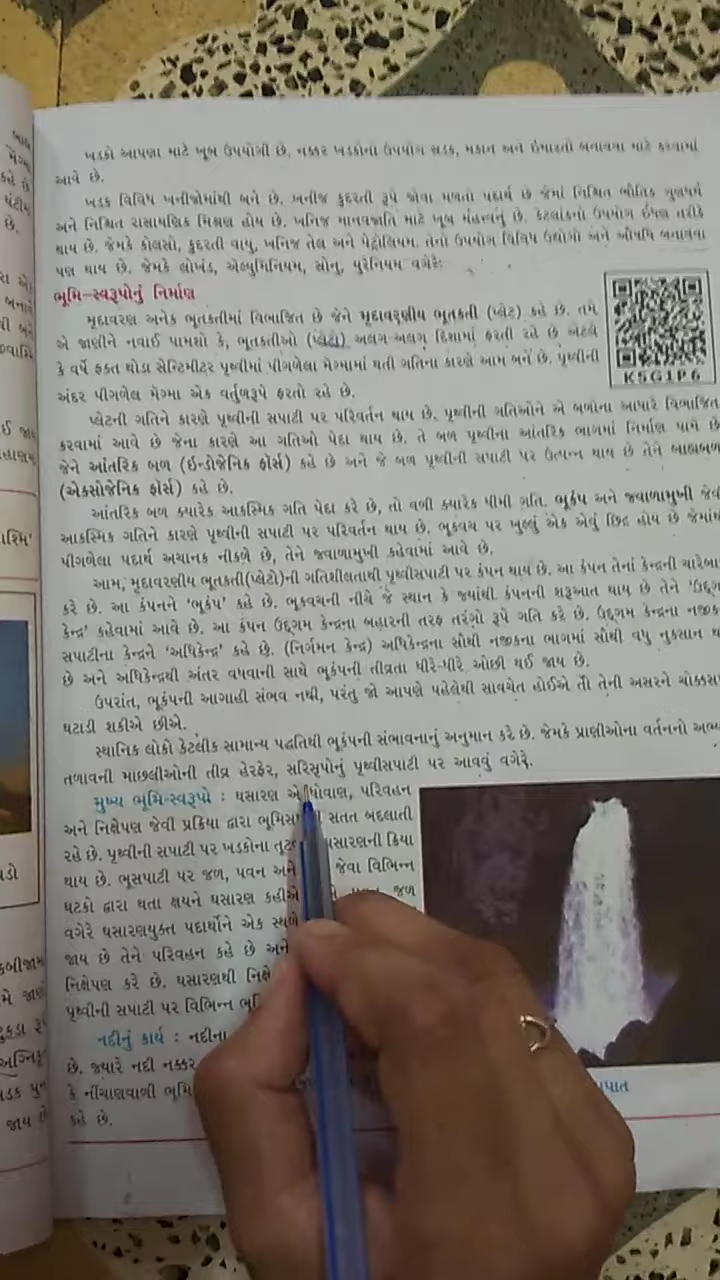 ખડકો આપણા માટે ખૂબ ઉપયોગી છે. નક્કર ખડકોનો ઉપયોગ સડક, મકાન અને ઇમારતો બનાવવા માટે કરવામાં
આવે છે.
ખડક વિવિધ ખનીજોમાંથી બને છે. ખનીજ કુદરતી રૂપે જોવા મળતો પદાર્થ છે જેમાં નિશ્ચિત ભૌતિક ગુણધર્મ
અને નિશ્ચિત રાસાયણિક મિશ્રણ હોય છે. ખનિજ માનવજાતિ માટે ખૂબ મહત્ત્વનું છે. કેટલાંકનો ઉપયોગ ઈંધણ તરીકે
થાય છે. જેમકે કોલસો, કુદરતી વાયુ, ખનિજ તેલ અને પેટ્રોલિયમ. તેનો ઉપયોગ વિવિધ ઉદ્યોગો અને ઔષધિ બનાવવા
પણ થાય છે. જેમકે લોખંડ, એલ્યુમિનિયમ, સોનુ, યુરેનિયમ વગેરે.
ભૂમિ-સ્વરૂપોનું નિર્માણ
મૃદાવરણ અનેક ભૂતકતીમાં વિભાજિત છે જેને મૃદાવરણીય ભૂતકતી (પ્લેટ) કહે છે. તમે
એ જાણીને નવાઈ પામશો કે, ભૂતકતીઓ (પ્લેટો) અલગ અલગ દિશામાં ફરતી રહે છે એટલે
કે વર્ષે ફક્ત થોડા સેન્ટિમીટર પૃથ્વીમાં પીગળેલા મેગ્મામાં થતી ગતિના કારણે આમ બને છે. પૃથ્વીની
અંદર પીગળેલ મૅગ્મા એક વર્તુળરૂપે ફરતો રહે છે.
K5G1P6
પ્લેટની ગતિને કારણે પૃથ્વીની સપાટી પર પરિવર્તન થાય છે. પૃથ્વીની ગતિઓને એ બળોના આધારે વિભાજિત
કરવામાં આવે છે જેના કારણે આ ગતિઓ પેદા થાય છે. તે બળ પૃથ્વીના આંતરિક ભાગમાં નિર્માણ પામે છે
જેને આંતરિક બળ (ઇન્ડોજેનિક ફૉર્સ) કહે છે અને જે બળ પૃથ્વીની સપાટી પર ઉત્પન્ન થાય છે તેને બાહ્યબળ
(એક્સોજેનિક ફૉર્સ) કહે છે.
આંતરિક બળ ક્યારેક આકસ્મિક ગતિ પેદા કરે છે, તો વળી ક્યારેક ધીમી ગતિ. ભૂકંપ અને જ્વાળામુખી જેવી
આકસ્મિક ગતિને કારણે પૃથ્વીની સપાટી પર પરિવર્તન થાય છે. ભૂકવચ પર ખુલ્લું એક એવું છિદ્ર હોય છે જેમાંથી
પીગળેલા પદાર્થ અચાનક નીકળે છે, તેને જ્વાળામુખી કહેવામાં આવે છે.
આમ, મૃદાવરણીય ભૂતકતી(પ્લેટો)ની ગતિશીલતાથી પૃથ્વીસપાટી પર કંપન થાય છે. આ કંપન તેનાં કેન્દ્રની ચારેબા
કરે છે. આ કંપનને 'ભૂકંપ' કહે છે. ભૂકવચની નીચે જે સ્થાન કે જ્યાંથી કંપનની શરૂઆત થાય છે તેને 'ઉદ્દ્ગ
કેન્દ્ર' કહેવામાં આવે છે. આ કંપન ઉદ્દ્ગમ કેન્દ્રના બહારની તરફ તરંગો રૂપે ગતિ કરે છે. ઉદ્દ્ગમ કેન્દ્રના નજીક
સપાટીના કેન્દ્રને 'અધિકેન્દ્ર' કહે છે. (નિર્ગમન કેન્દ્ર) અધિકેન્દ્રના સૌથી નજીકના ભાગમાં સૌથી વધુ નુકસાન થ
છે અને અધિકેન્દ્રથી અંતર વધવાની સાથે ભૂકંપની તીવ્રતા ધીરે-ધીરે ઓછી થઈ જાય છે.
ઉપરાંત, ભૂકંપની આગાહી સંભવ નથી, પરંતુ જો આપણે પહેલેથી સાવચેત હોઈએ તો તેની અસરને ચોક્કસ
ઘટાડી શકીએ છીએ.
સ્થાનિક લોકો કેટલીક સામાન્ય પદ્ધતિથી ભૂકંપની સંભાવનાનું અનુમાન કરે છે. જેમકે પ્રાણીઓના વર્તનનો અભ્ય
તળાવની માછલીઓની તીવ્ર હેરફેર, સરિસૃપોનું પૃથ્વીસપાટી પર આવવું વગેરે.
મુખ્ય ભૂમિ-સ્વરૂપો : ઘસારણ એ ધોવાણ, પરિવહન
અને નિક્ષેપણ જેવી પ્રક્રિયા દ્વારા ભૂમિસ સતત બદલાતી
રહે છે. પૃથ્વીની સપાટી પર ખડકોના તૂટ ઘસારણની ક્રિયા
થાય છે. ભૂસપાટી પર જળ, પવન અને જેવા વિભિન્ન
ઘટકો દ્વારા થતા ક્ષયને ઘસારણ કહીએ જળ
વગેરે ઘસારણયુક્ત પદાર્થોને એક સ્થળે
જાય છે તેને પરિવહન કહે છે અને
નિક્ષેપણ કરે છે. ઘસારણથી નિક્ષે
પૃથ્વીની સપાટી પર વિભિન્ન ભૂ
નદીનું કાર્ય : નદીના
છે. જ્યારે નદી નક્કર
કે નીચાણવાળી ભૂમિ
કહે છે.